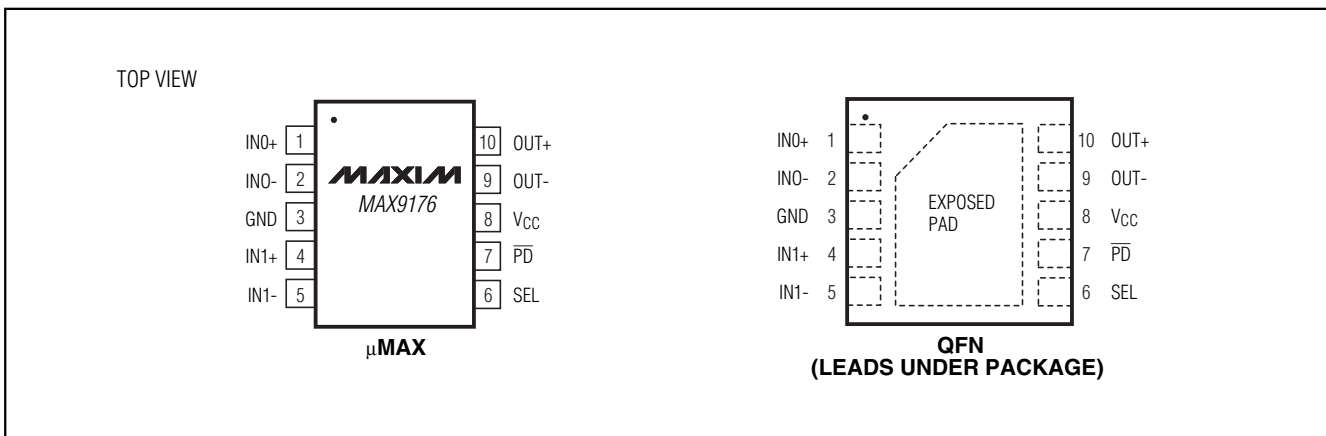 TOP VIEW
IN0+ 1
IN0- 2
GND 3
IN1+ 4
IN1- 5
MAXIM
MAX9176
10 OUT+
9 OUT-
8 VCC
7 P̅D̅
6 SEL
µMAX
IN0+ 1
IN0- 2
GND 3
IN1+ 4
IN1- 5
EXPOSED
PAD
10 OUT+
9 OUT-
8 VCC
7 P̅D̅
6 SEL
QFN
(LEADS UNDER PACKAGE)